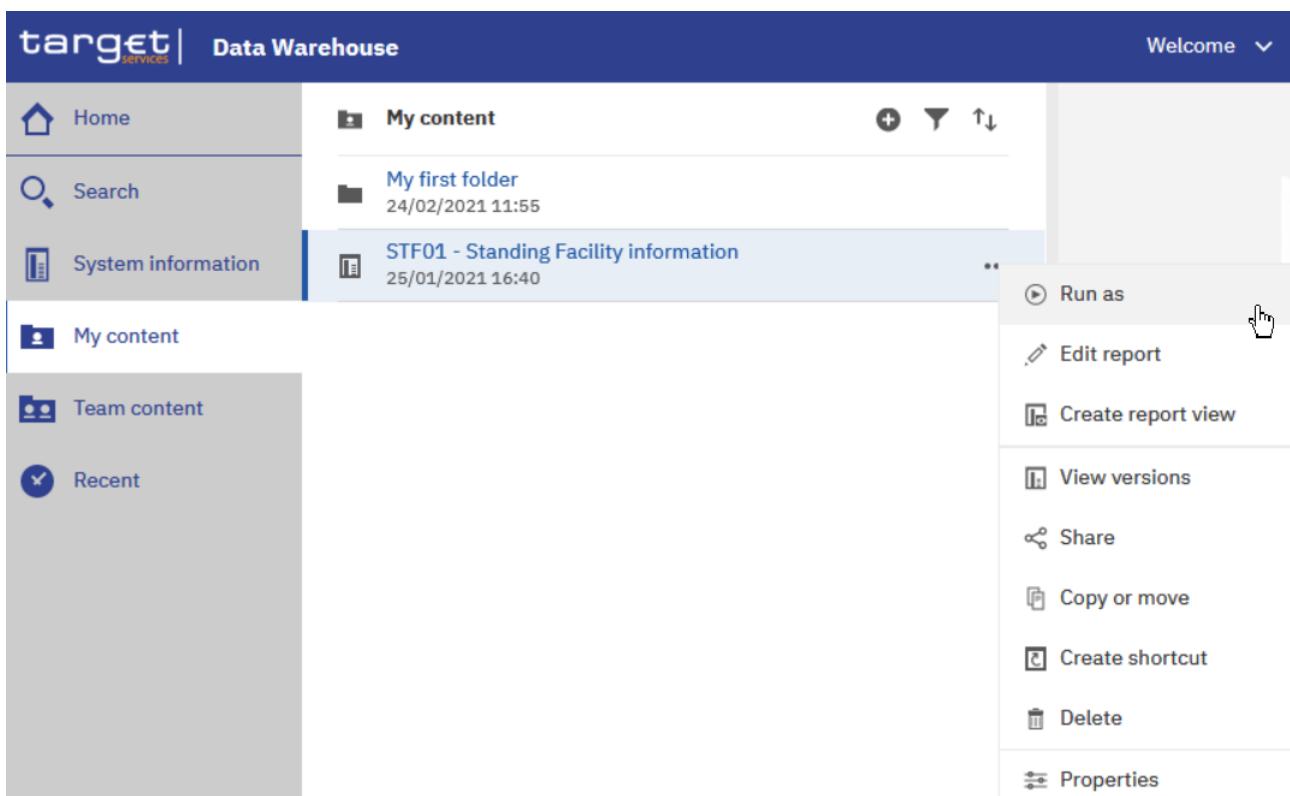 target services | Data Warehouse
Welcome
Home
Search
System information
My content
Team content
Recent
My content
My first folder
24/02/2021 11:55
STF01 - Standing Facility information
25/01/2021 16:40
Run as
Edit report
Create report view
View versions
Share
Copy or move
Create shortcut
Delete
Properties